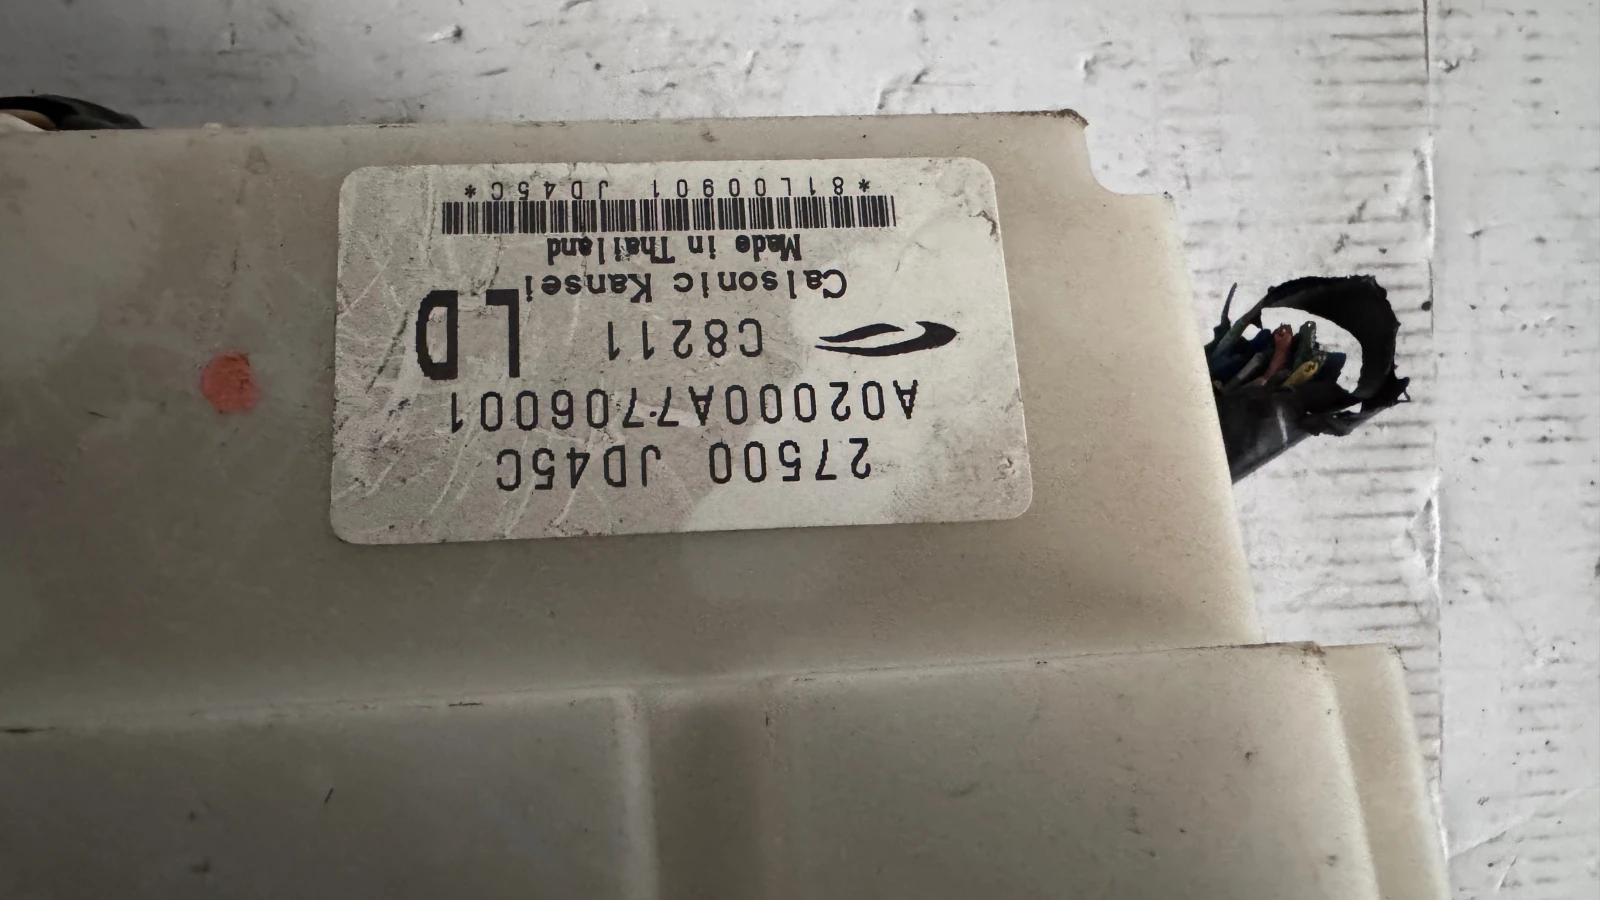 27500 JD45C
A02000A7706001
C8211 LD
Calsonic Kansei
Made in Thailand
*81L00901 JD45C*